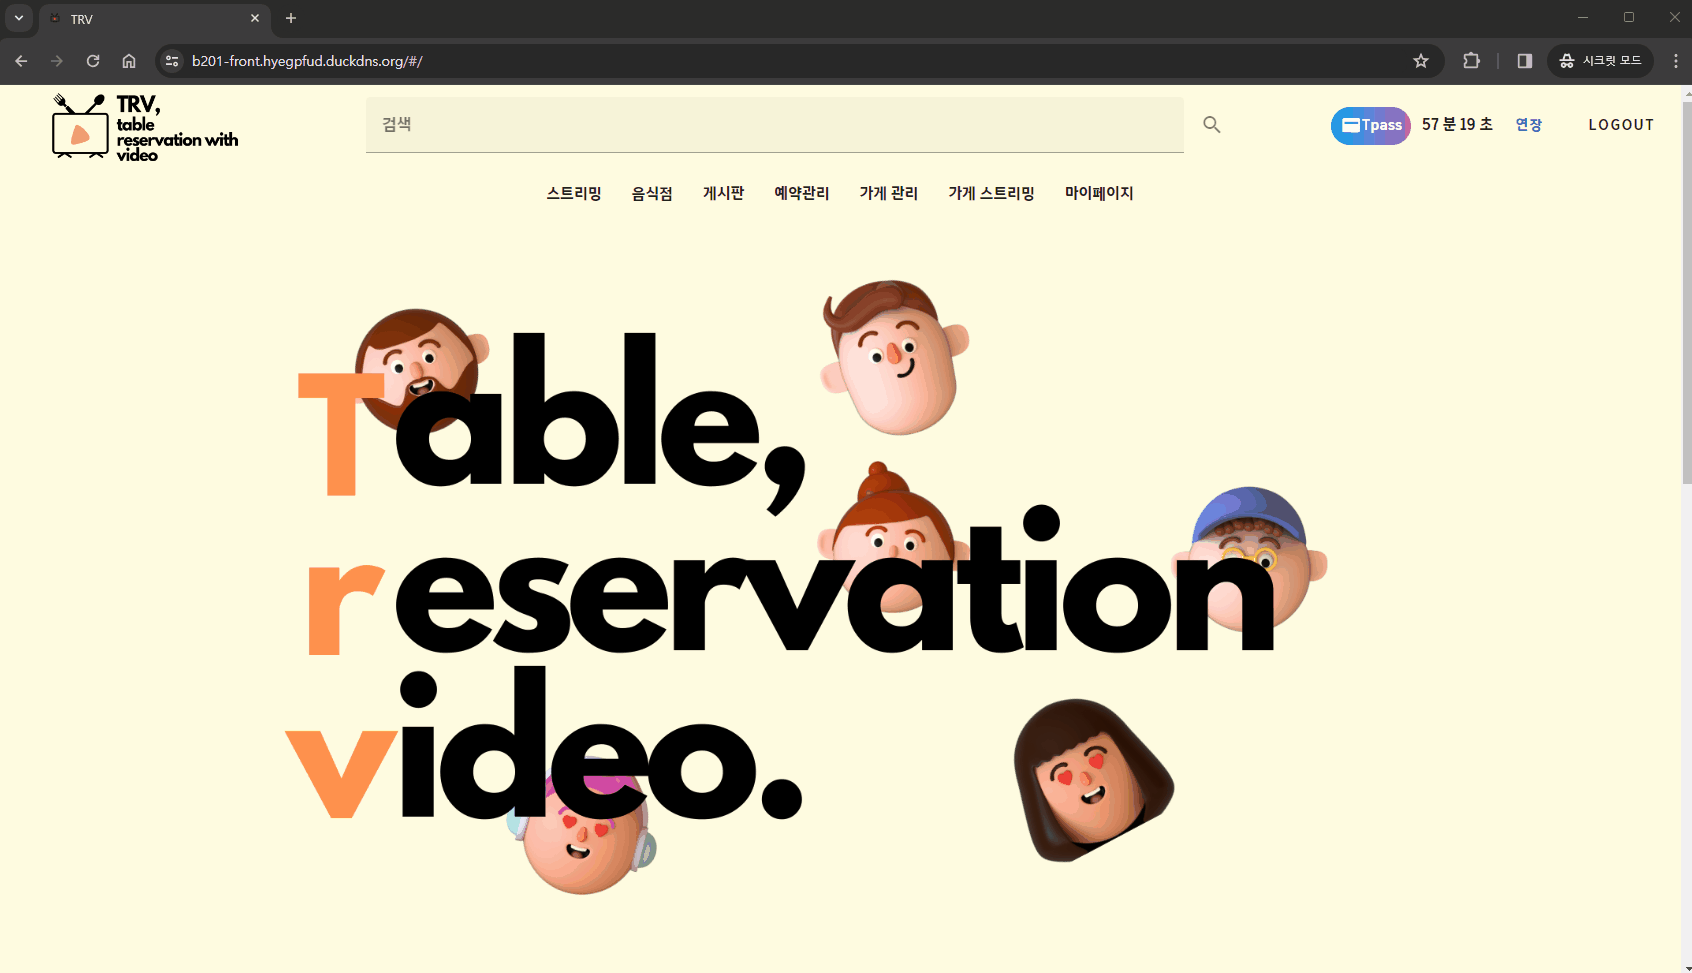 TRV
b201-front.hyegpfud.duckdns.org/#/
시크릿 모드
TRV,
table
reservation with
video
검색
Tpass
57 분 19 초
연장
LOGOUT
스트리밍 음식점 게시판 예약관리 가게 관리 가게 스트리밍 마이페이지
Table,
reservation
video.